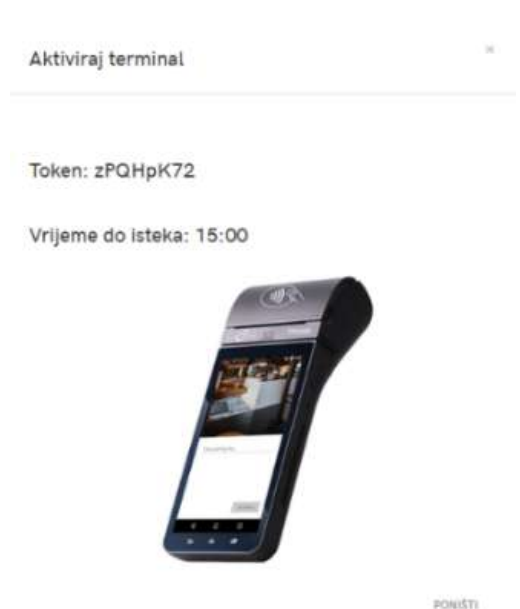 Aktiviraj terminal
Token: zPQHpK72
Vrijeme do isteka: 15:00
PONIŠTI